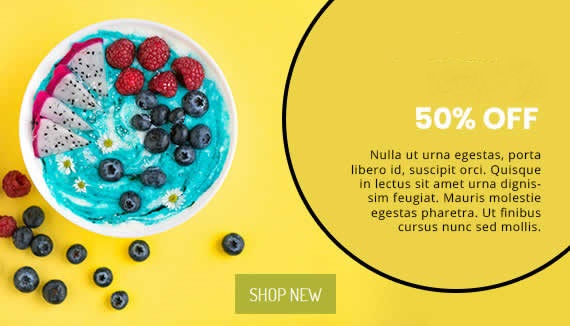 50% OFF
Nulla ut urna egestas, porta
libero id, suscipit orci. Quisque
in lectus sit amet urna dignis-
sim feugiat. Mauris molestie
egestas pharetra. Ut finibus
cursus nunc sed mollis.
SHOP NEW